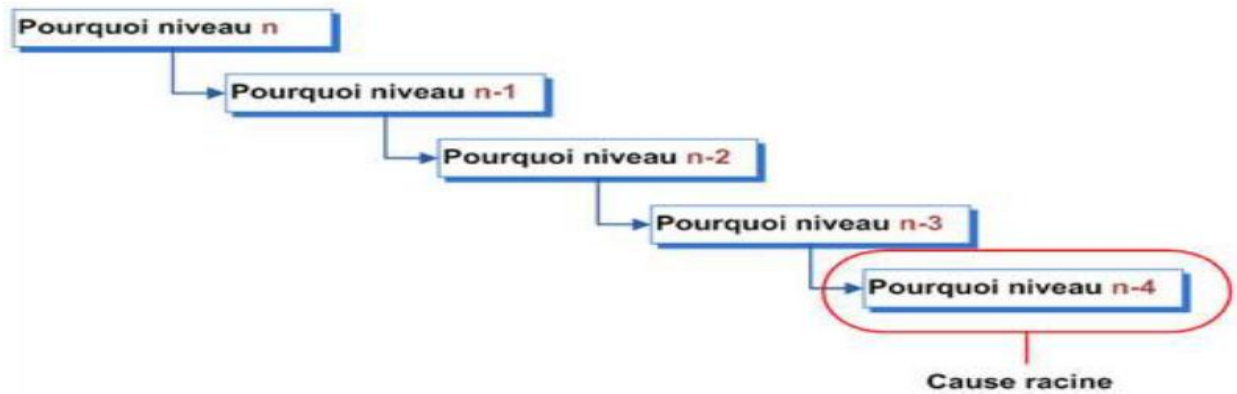 Pourquoi niveau n
Pourquoi niveau n-1
Pourquoi niveau n-2
Pourquoi niveau n-3
Pourquoi niveau n-4
Cause racine